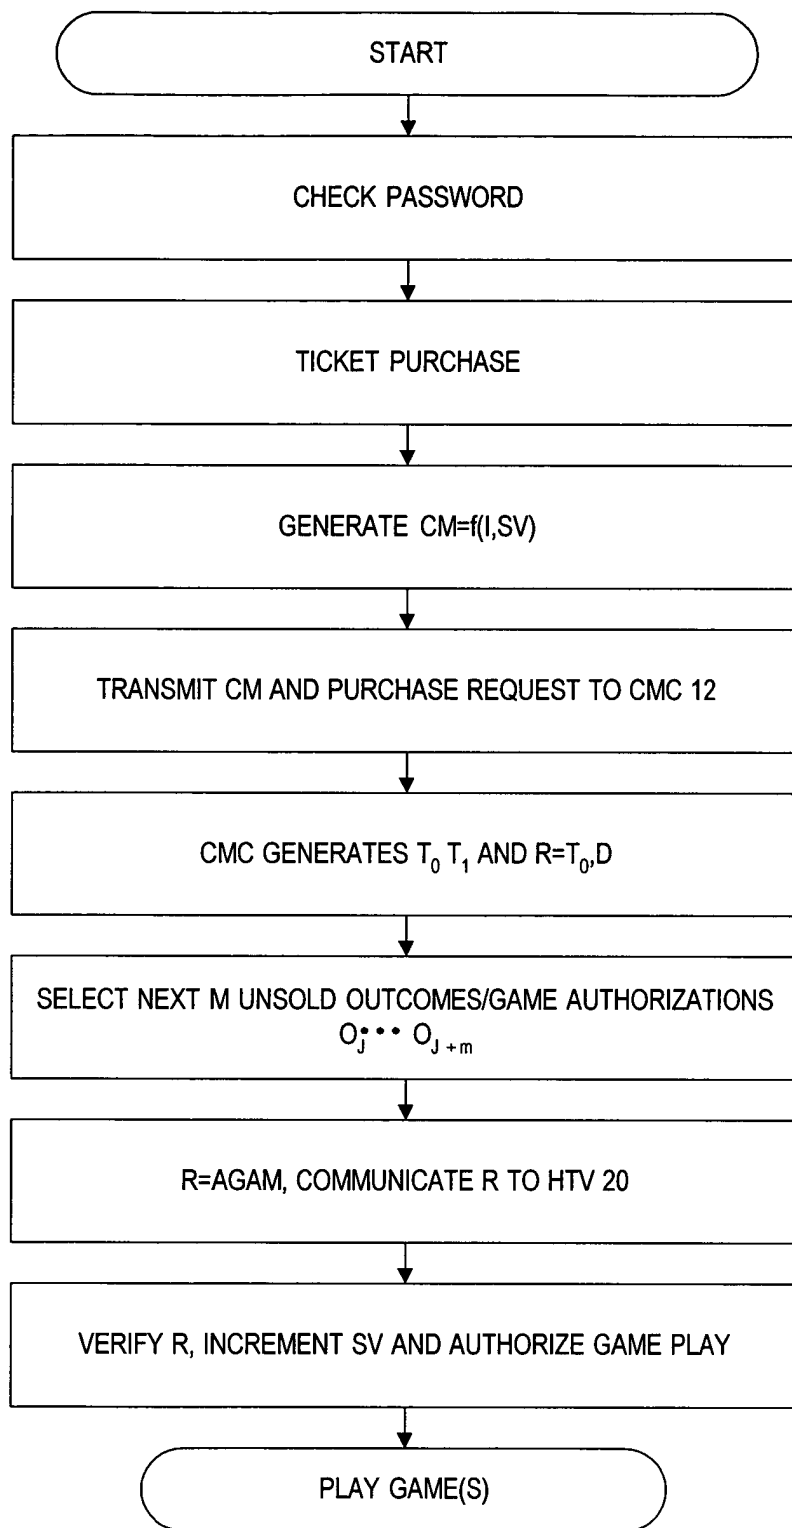 START
CHECK PASSWORD
TICKET PURCHASE
GENERATE CM=f(I,SV)
TRANSMIT CM AND PURCHASE REQUEST TO CMC 12
CMC GENERATES T₀ T₁ AND R=T₀,D
SELECT NEXT M UNSOLD OUTCOMES/GAME AUTHORIZATIONS
O_J••• O_J+m
R=AGAM, COMMUNICATE R TO HTV 20
VERIFY R, INCREMENT SV AND AUTHORIZE GAME PLAY
PLAY GAME(S)